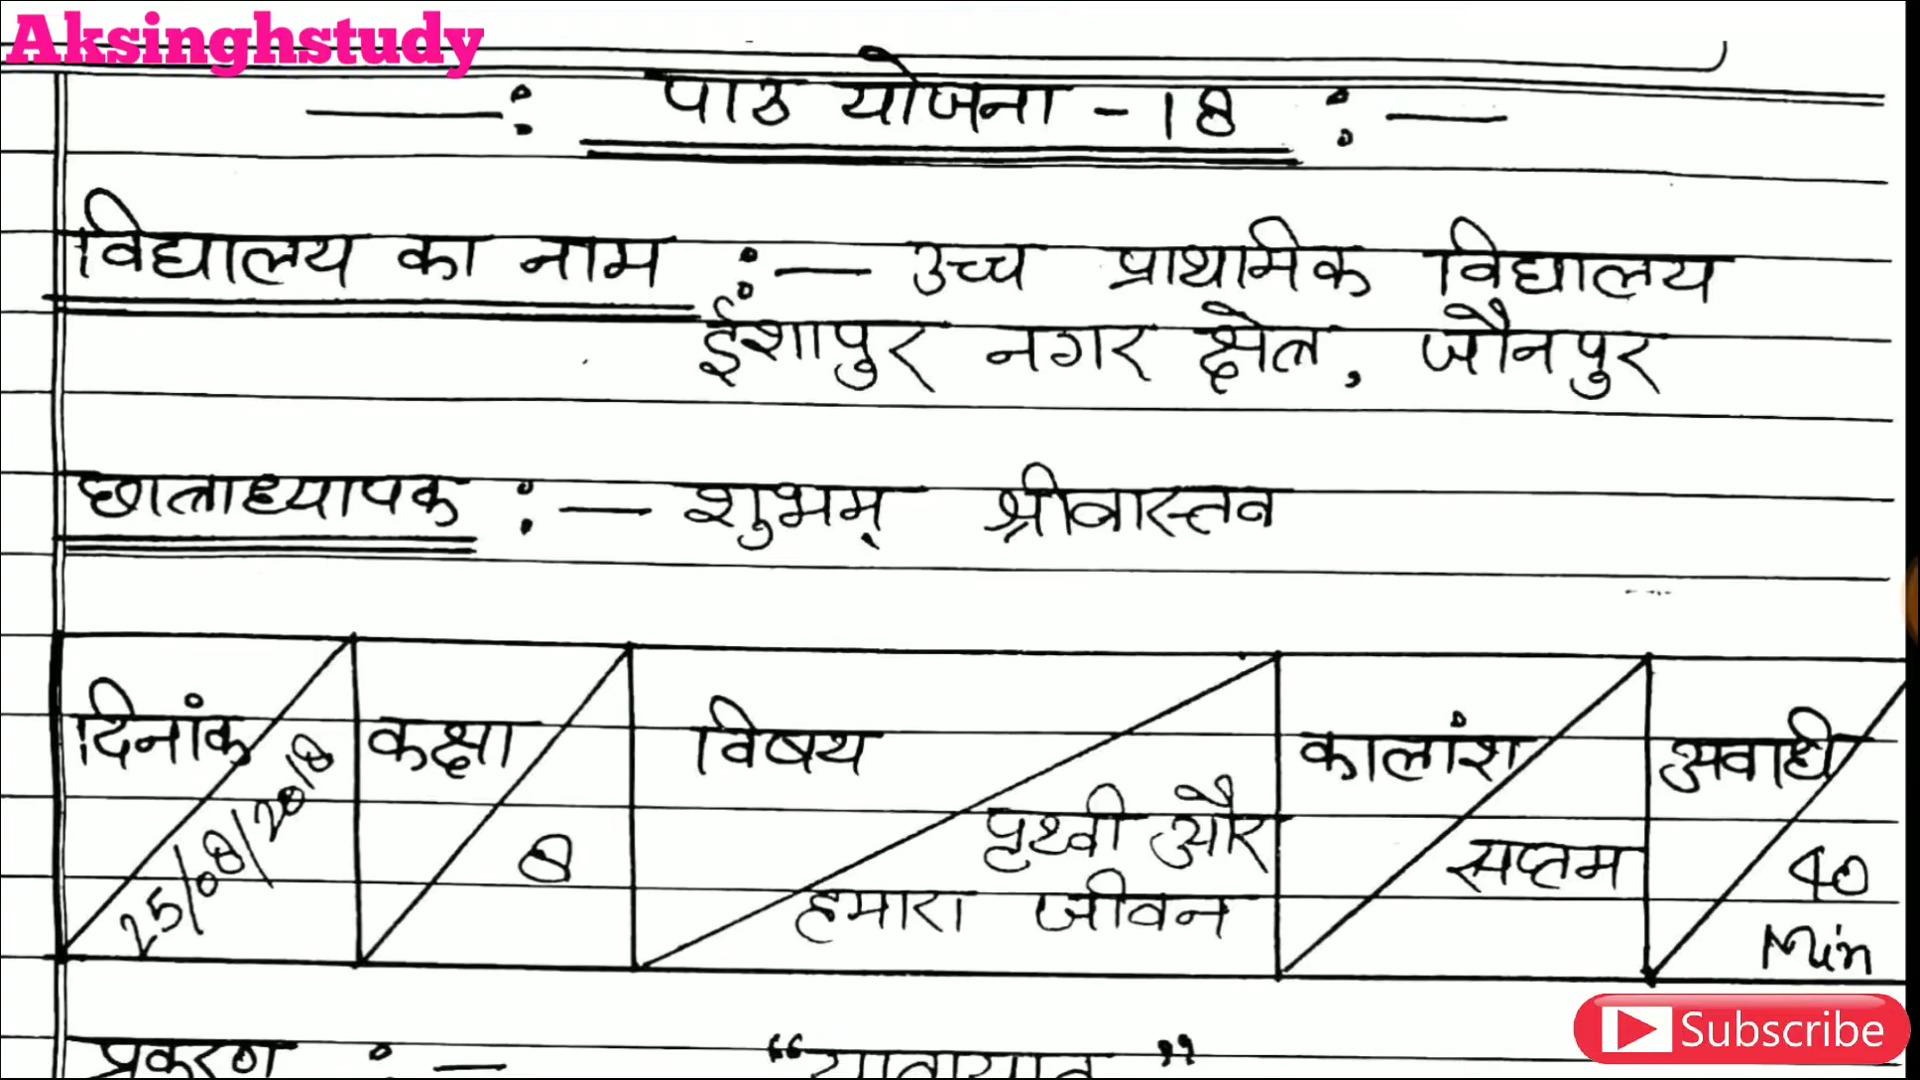 Aksinghstudy
—: पाठ योजना - 18 :—
विद्यालय का नाम :— उच्च प्राथमिक विद्यालय
ईशापुर नगर क्षेत्र, जौनपुर
छात्राध्यापक :— शुभम् श्रीवास्तव
दिनांक कक्षा विषय कालांश अवधि
25/08/2018 8 पृथ्वी और हमारा जीवन सप्तम 40 Min
प्रकरण :— "यातायात"
Subscribe